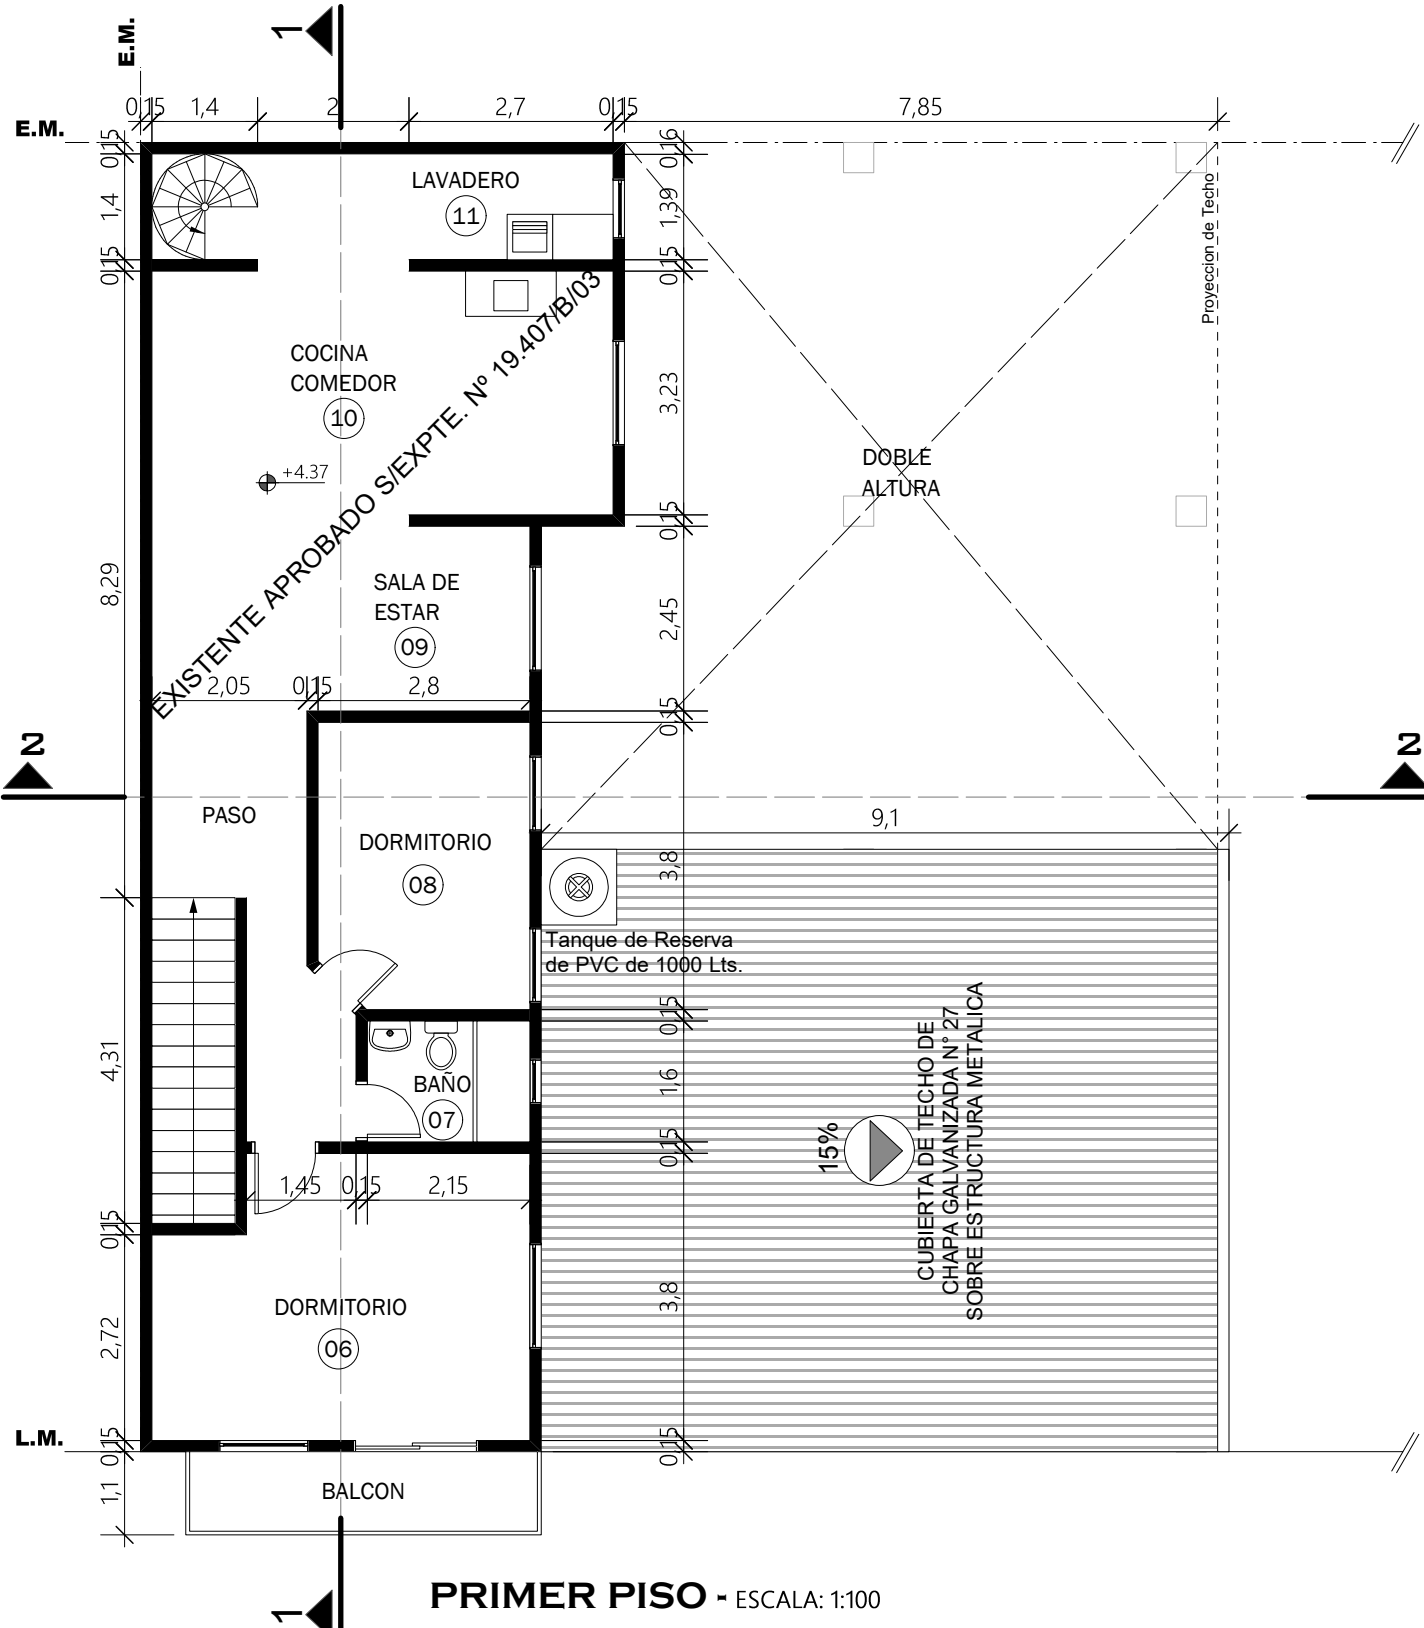 E.M.
1
0,15 1,4 2 2,7 0,15 7,85
E.M.
0,15
1,4
0,15
8,29
4,31
0,15
2,72
0,15
1,1
0,16
1,39
0,15
3,23
0,15
2,45
0,15
3,8
0,15
1,6
0,15
3,8
0,15
LAVADERO
11
Proyeccion de Techo
COCINA
COMEDOR
10
+4.37
EXISTENTE APROBADO S/EXPTE. Nº 19.407/B/03
DOBLE
ALTURA
SALA DE
ESTAR
09
2,05 0,15 2,8
2
2
PASO
9,1
DORMITORIO
08
Tanque de Reserva
de PVC de 1000 Lts.
BAÑO
07
15%
CUBIERTA DE TECHO DE
CHAPA GALVANIZADA N° 27
SOBRE ESTRUCTURA METALICA
1,45 0,15 2,15
DORMITORIO
06
L.M.
BALCON
PRIMER PISO - ESCALA: 1:100
1